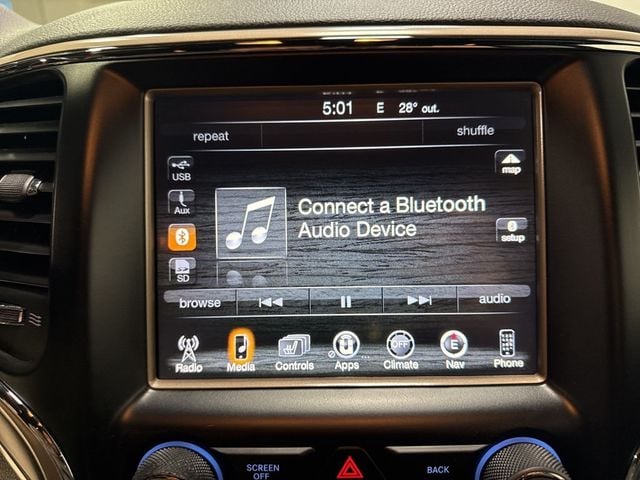 5:01 E 28° out.
repeat shuffle
USB
map
Aux
Connect a Bluetooth
Audio Device
setup
SD
browse audio
Radio Media Controls Apps OFF Climate E Nav Phone
SCREEN
OFF
BACK